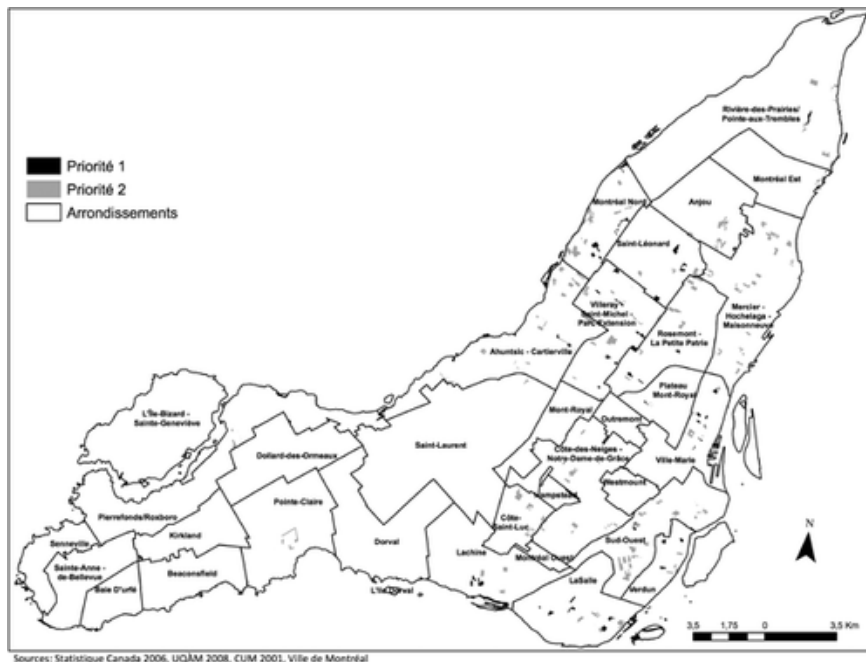 Priorité 1
Priorité 2
Arrondissements
Rivière-des-Prairies/
Pointe-aux-Trembles
Montréal Est
Montréal Nord
Anjou
Saint-Léonard
Villeray -
Saint-Michel -
Parc-Extension
Mercier -
Hochelaga -
Maisonneuve
Rosemont -
La Petite Patrie
Ahuntsic - Cartierville
Plateau
Mont-Royal
L'Île-Bizard -
Sainte-Geneviève
Mont-Royal
Outremont
Saint-Laurent
Dollard-des-Ormeaux
Côte-des-Neiges -
Notre-Dame-de-Grâce
Ville-Marie
Westmount
Hampstead
Pointe-Claire
Pierrefonds/Roxboro
Côte-
Saint-Luc
Senneville
Kirkland
Dorval
Sud-Ouest
Lachine
Montréal Ouest
Sainte-Anne -
de-Bellevue
Beaconsfield
Baie D'urfé
L'Île Dorval
LaSalle
Verdun
N
3,5 1,75 0 3,5 Km
Sources: Statistique Canada 2006, UQÀM 2008, CUM 2001, Ville de Montréal